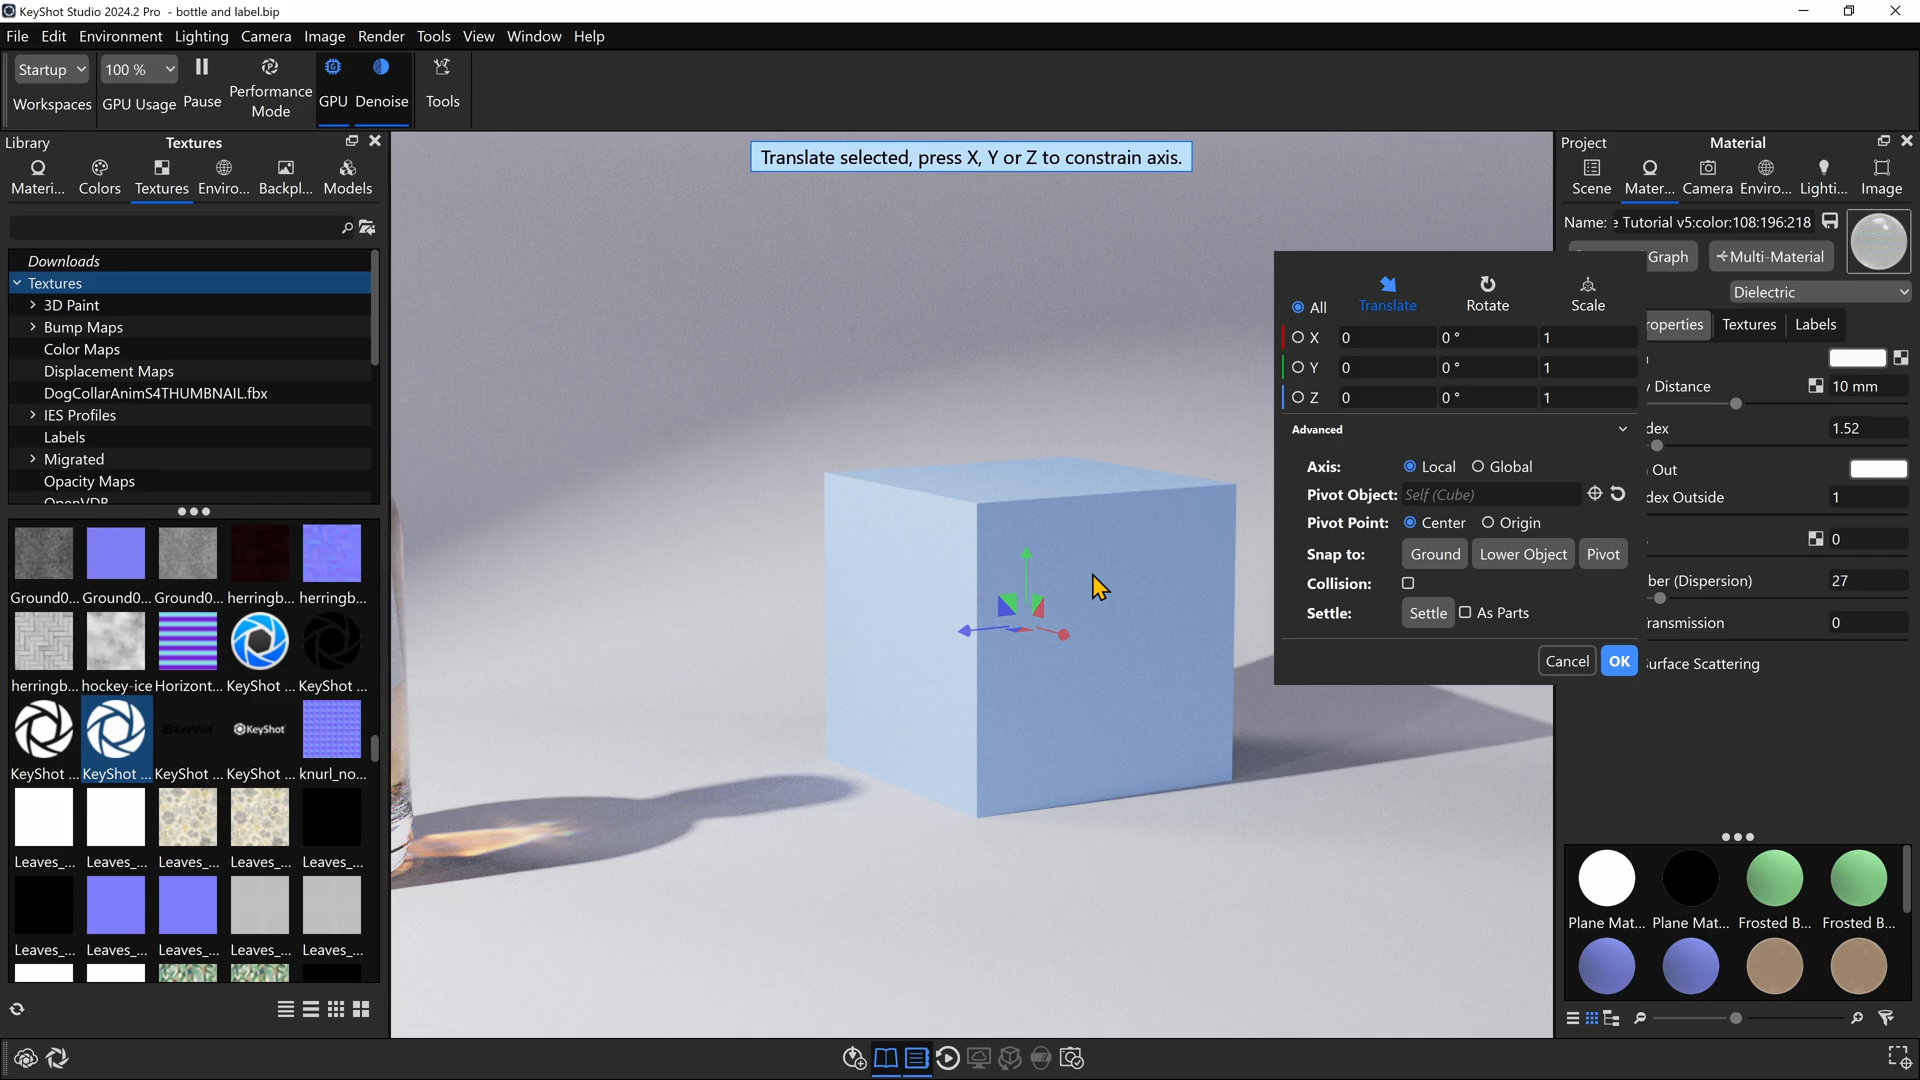 KeyShot Studio 2024.2 Pro - bottle and label.bip
File Edit Environment Lighting Camera Image Render Tools View Window Help
Startup 100 %
Workspaces GPU Usage Pause Performance Mode GPU Denoise Tools
Library Textures
Materi... Colors Textures Enviro... Backpl... Models
Downloads
Textures
3D Paint
Bump Maps
Color Maps
Displacement Maps
DogCollarAnimS4THUMBNAIL.fbx
IES Profiles
Labels
Migrated
Opacity Maps
OpenVDB
Ground0... Ground0... Ground0... herringb... herringb...
herringb... hockey-ice Horizont... KeyShot ... KeyShot ...
KeyShot
KeyShot ... KeyShot ... KeyShot ... KeyShot ... knurl_no...
Leaves_... Leaves_... Leaves_... Leaves_... Leaves_...
Leaves_... Leaves_... Leaves_... Leaves_... Leaves_...
Translate selected, press X, Y or Z to constrain axis.
All Translate Rotate Scale
X 0 0 ° 1
Y 0 0 ° 1
Z 0 0 ° 1
Advanced
Axis: Local Global
Pivot Object: Self (Cube)
Pivot Point: Center Origin
Snap to: Ground Lower Object Pivot
Collision:
Settle: Settle As Parts
Cancel OK
Project Material
Scene Mater... Camera Enviro... Lighti... Image
Name: e Tutorial v5:color:108:196:218
Graph Multi-Material
Dielectric
operties Textures Labels
y Distance 10 mm
dex 1.52
Out
dex Outside 1
0
ber (Dispersion) 27
ransmission 0
urface Scattering
Plane Mat... Plane Mat... Frosted B... Frosted B...